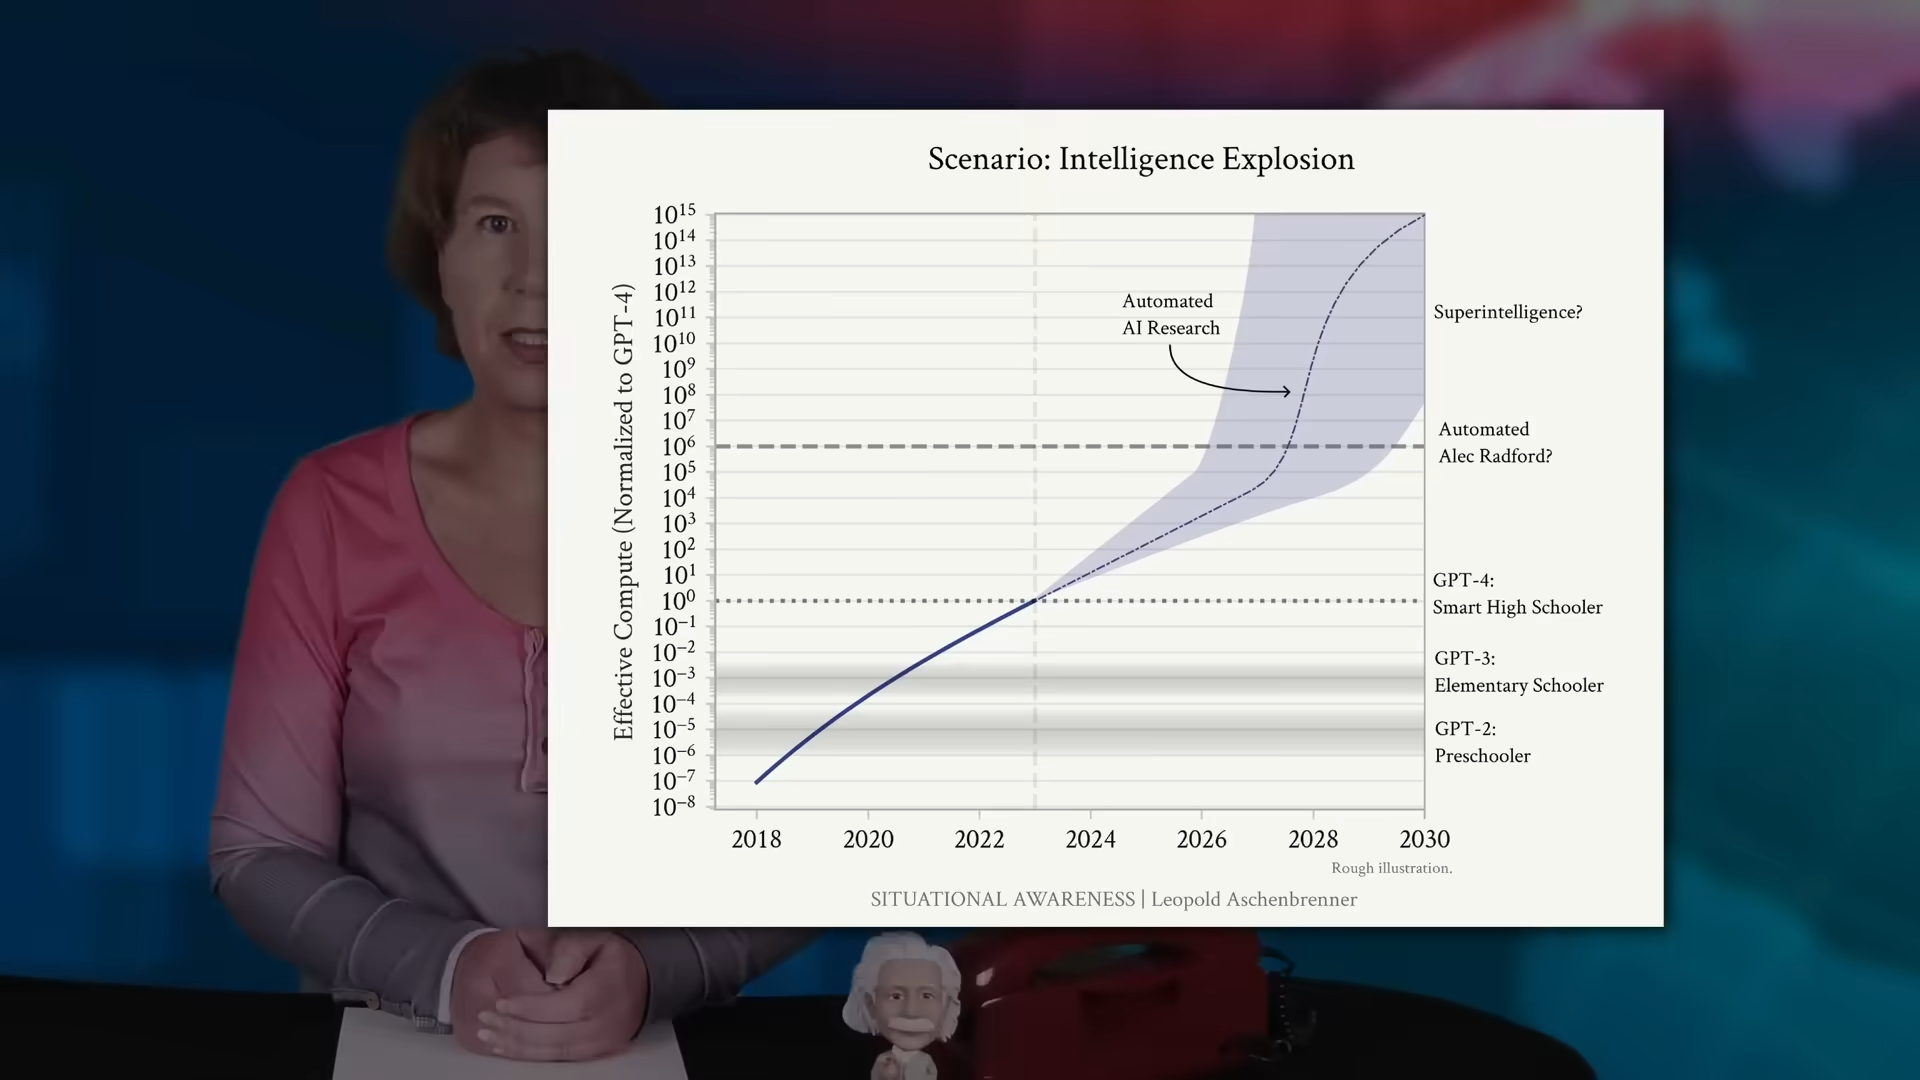 Scenario: Intelligence Explosion
Effective Compute (Normalized to GPT-4)
10¹⁵
10¹⁴
10¹³
10¹²
10¹¹
10¹⁰
10⁹
10⁸
10⁷
10⁶
10⁵
10⁴
10³
10²
10¹
10⁰
10⁻¹
10⁻²
10⁻³
10⁻⁴
10⁻⁵
10⁻⁶
10⁻⁷
10⁻⁸
Automated
AI Research
Superintelligence?
Automated
Alec Radford?
GPT-4:
Smart High Schooler
GPT-3:
Elementary Schooler
GPT-2:
Preschooler
2018 2020 2022 2024 2026 2028 2030
Rough illustration.
SITUATIONAL AWARENESS | Leopold Aschenbrenner